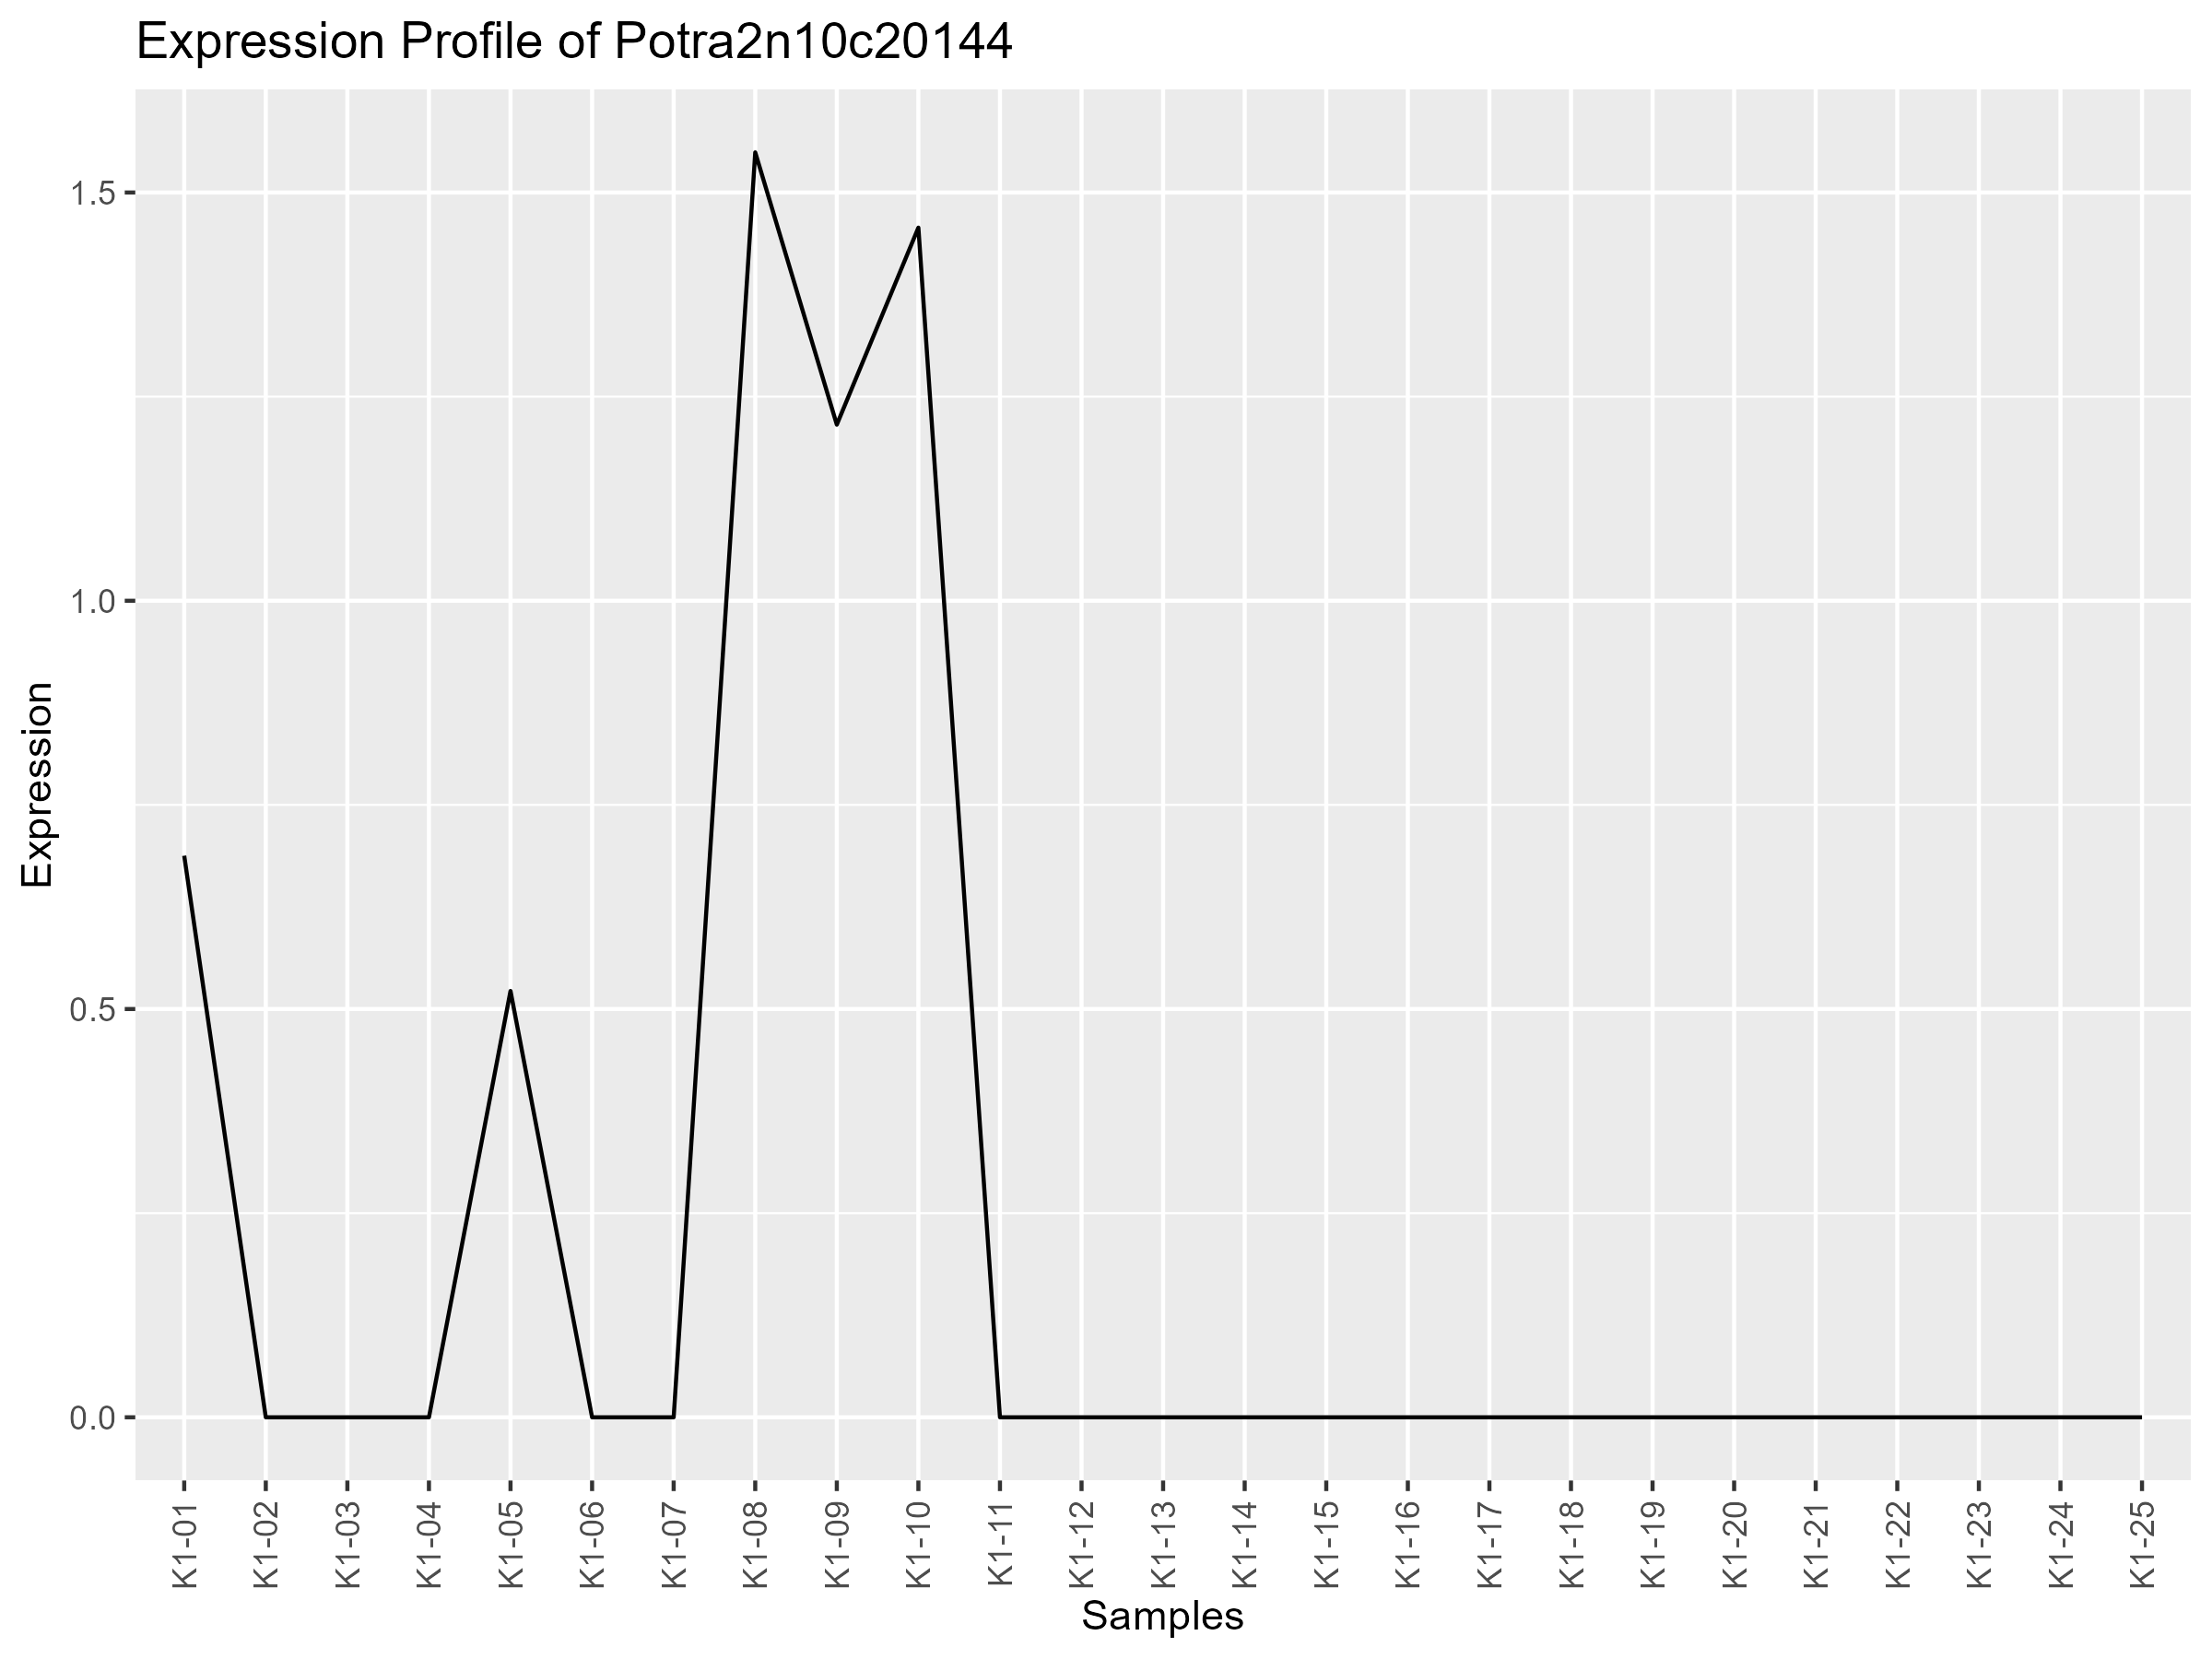 Expression Profile of Potra2n10c20144
Expression
1.5
1.0
0.5
0.0
K1-01
K1-02
K1-03
K1-04
K1-05
K1-06
K1-07
K1-08
K1-09
K1-10
K1-11
K1-12
K1-13
K1-14
K1-15
K1-16
K1-17
K1-18
K1-19
K1-20
K1-21
K1-22
K1-23
K1-24
K1-25
Samples